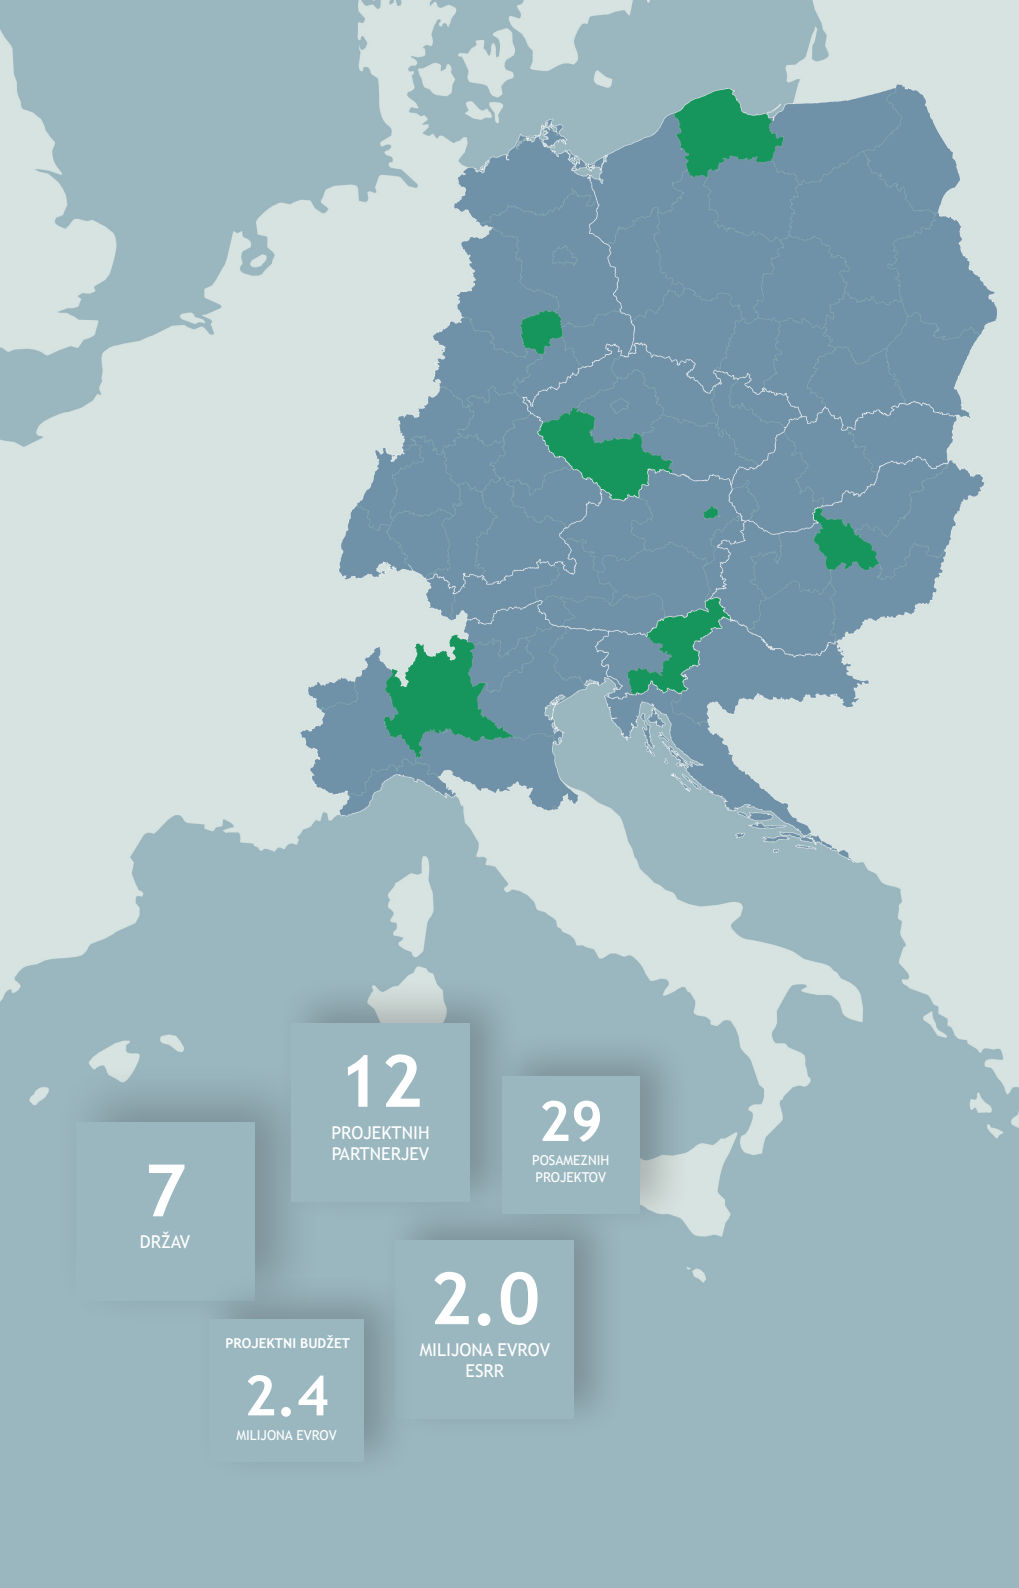 12
PROJEKTNIH
PARTNERJEV
29
POSAMEZNIH
PROJEKTOV
7
DRŽAV
2.0
MILIJONA EVROV
ESRR
PROJEKTNI BUDŽET
2.4
MILIJONA EVROV